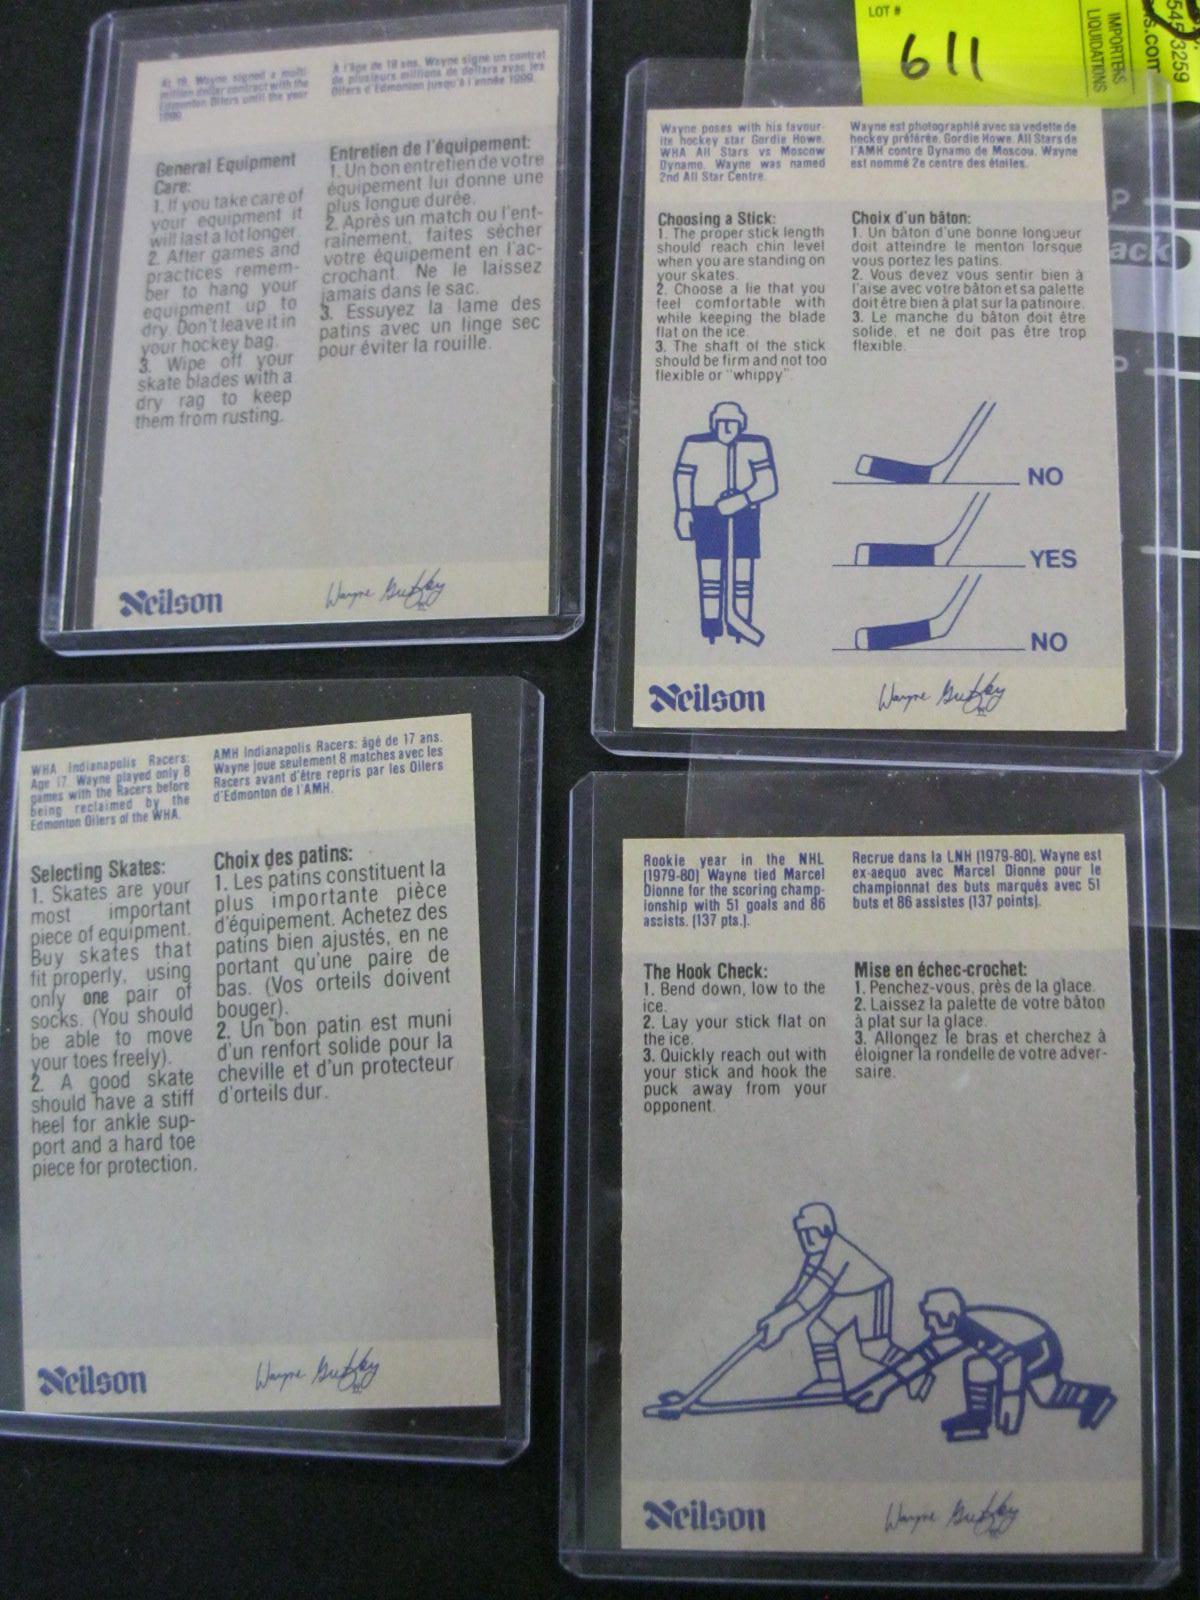 At 18, Wayne signed a multi-
million dollar contract with the
Edmonton Oilers until the year
1999.
À l'âge de 18 ans, Wayne signe un contrat
de plusieurs millions de dollars avec les
Oilers d'Edmonton jusqu'à l'année 1999.
General Equipment
Care:
1. If you take care of
your equipment it
will last a lot longer.
2. After games and
practices remem-
ber to hang your
equipment up to
dry. Don't leave it in
your hockey bag.
3. Wipe off your
skate blades with a
dry rag to keep
them from rusting.
Entretien de l'équipement:
1. Un bon entretien de votre
équipement lui donne une
plus longue durée.
2. Après un match ou l'ent-
rainement, faites sécher
votre équipement en l'ac-
crochant. Ne le laissez
jamais dans le sac.
3. Essuyez la lame des
patins avec un linge sec
pour éviter la rouille.
Neilson
Wayne Gretzky
LOT #
611
IMPORTERS
LIQUIDATIONS
rs.com
545-3259
Wayne poses with his favour-
ite hockey star Gordie Howe.
WHA All Stars vs Moscow
Dynamo. Wayne was named
2nd All Star Centre.
Wayne est photographié avec sa vedette de
hockey préférée, Gordie Howe. All Stars de
l'AMH contre Dynamo de Moscou. Wayne
est nommé 2e centre des étoiles.
Choosing a Stick:
1. The proper stick length
should reach chin level
when you are standing on
your skates.
2. Choose a lie that you
feel comfortable with
while keeping the blade
flat on the ice.
3. The shaft of the stick
should be firm and not too
flexible or "whippy".
Choix d'un bâton:
1. Un bâton d'une bonne longueur
doit atteindre le menton lorsque
vous portez les patins.
2. Vous devez vous sentir bien à
l'aise avec votre bâton et sa palette
doit être bien à plat sur la patinoire.
3. Le manche du bâton doit être
solide, et ne doit pas être trop
flexible.
NO
YES
NO
Neilson
Wayne Gretzky
P
ack
P
WHA Indianapolis Racers:
Age 17. Wayne played only 8
games with the Racers before
being reclaimed by the
Edmonton Oilers of the WHA.
AMH Indianapolis Racers: âgé de 17 ans.
Wayne joue seulement 8 matches avec les
Racers avant d'être repris par les Oilers
d'Edmonton de l'AMH.
Selecting Skates:
1. Skates are your
most important
piece of equipment.
Buy skates that
fit properly, using
only one pair of
socks. (You should
be able to move
your toes freely).
2. A good skate
should have a stiff
heel for ankle sup-
port and a hard toe
piece for protection.
Choix des patins:
1. Les patins constituent la
plus importante pièce
d'équipement. Achetez des
patins bien ajustés, en ne
portant qu'une paire de
bas. (Vos orteils doivent
bouger).
2. Un bon patin est muni
d'un renfort solide pour la
cheville et d'un protecteur
d'orteils dur.
Neilson
Wayne Gretzky
Rookie year in the NHL
(1979-80) Wayne tied Marcel
Dionne for the scoring champ-
ionship with 51 goals and 86
assists. (137 pts.).
Recrue dans la LNH (1979-80), Wayne est
ex-aequo avec Marcel Dionne pour le
championnat des buts marqués avec 51
buts et 86 assistes (137 points).
The Hook Check:
1. Bend down, low to the
ice.
2. Lay your stick flat on
the ice.
3. Quickly reach out with
your stick and hook the
puck away from your
opponent.
Mise en échec-crochet:
1. Penchez-vous, près de la glace.
2. Laissez la palette de votre bâton
à plat sur la glace.
3. Allongez le bras et cherchez à
éloigner la rondelle de votre adver-
saire.
Neilson
Wayne Gretzky